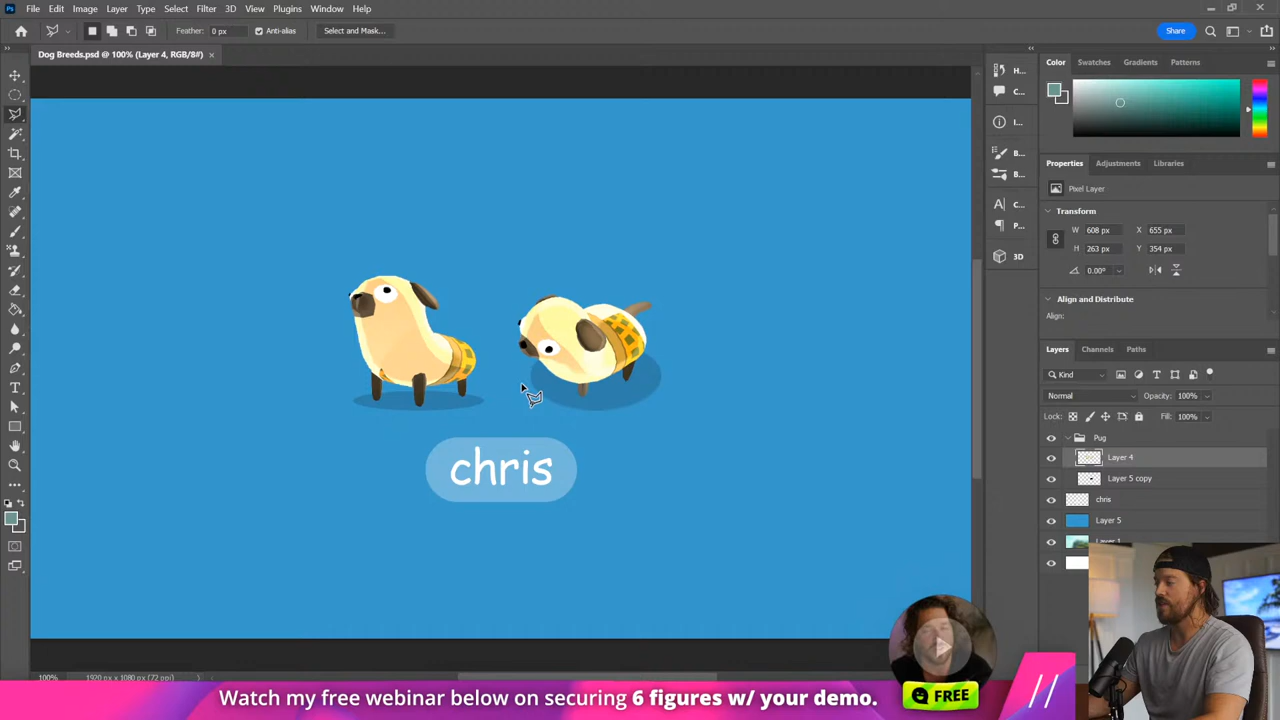 Ps File Edit Image Layer Type Select Filter 3D View Plugins Window Help
Feather: 0 px Anti-alias Select and Mask... Share
Dog Breeds.psd @ 100% (Layer 4, RGB/8#)
H...
C...
I...
B...
B...
A C...
P...
3D
Color Swatches Gradients Patterns
Properties Adjustments Libraries
Pixel Layer
Transform
W 608 px X 655 px
H 263 px Y 354 px
0.00°
Align and Distribute
Align:
Layers Channels Paths
Kind
Normal Opacity: 100%
Lock: Fill: 100%
Pug
Layer 4
Layer 5 copy
chris
Layer 5
Layer 1
chris
100% 1920 px x 1080 px (72 ppi)
Watch my free webinar below on securing 6 figures w/ your demo.
FREE